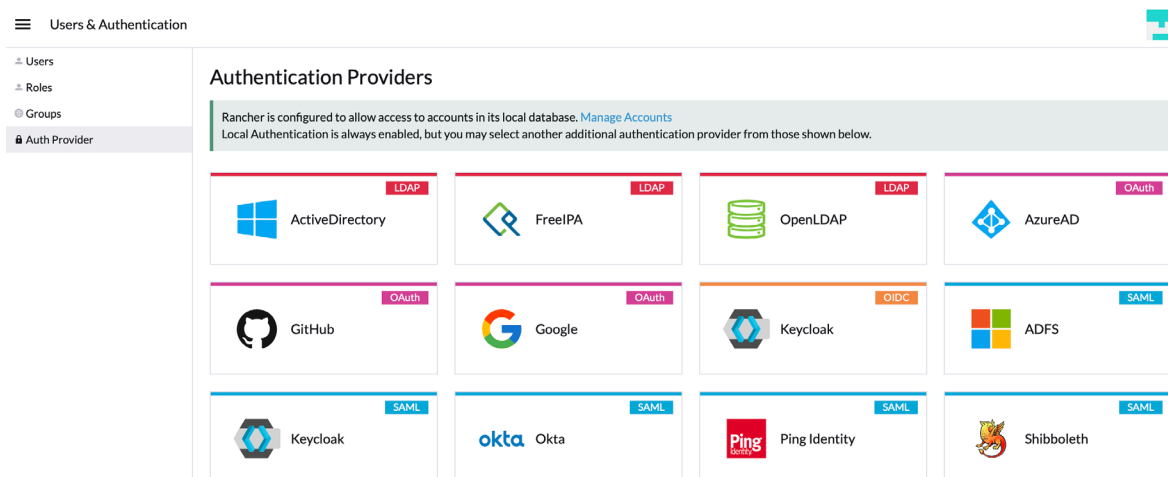 Users & Authentication
Users
Roles
Groups
Auth Provider
Authentication Providers
Rancher is configured to allow access to accounts in its local database. Manage Accounts
Local Authentication is always enabled, but you may select another additional authentication provider from those shown below.
LDAP
ActiveDirectory
LDAP
FreeIPA
LDAP
OpenLDAP
OAuth
AzureAD
OAuth
GitHub
OAuth
Google
OIDC
Keycloak
SAML
ADFS
SAML
Keycloak
SAML
okta Okta
SAML
Ping Identity Ping Identity
SAML
Shibboleth